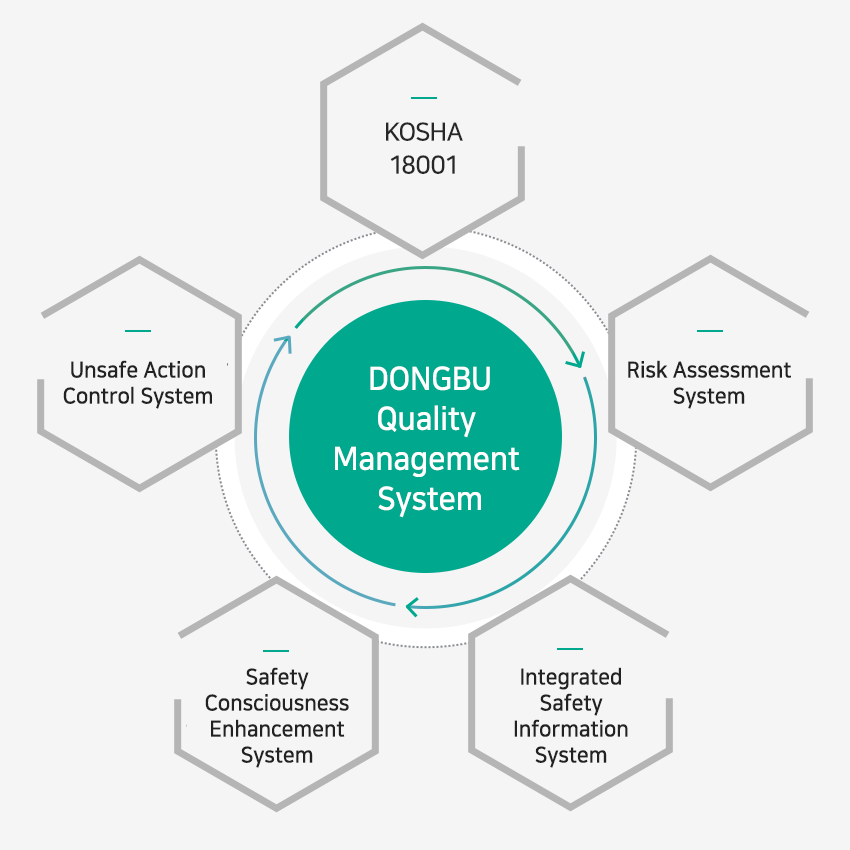 KOSHA
18001
Unsafe Action
Control System
DONGBU
Quality
Management
System
Risk Assessment
System
Safety
Consciousness
Enhancement
System
Integrated
Safety
Information
System